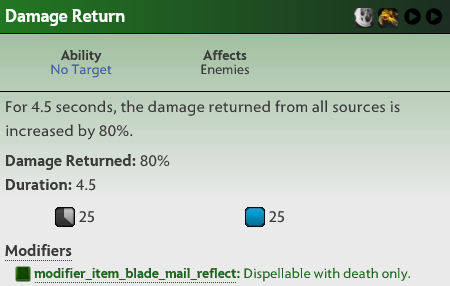 Damage Return
Ability Affects
No Target Enemies
For 4.5 seconds, the damage returned from all sources is
increased by 80%.
Damage Returned: 80%
Duration: 4.5
25 25
Modifiers
modifier_item_blade_mail_reflect: Dispellable with death only.